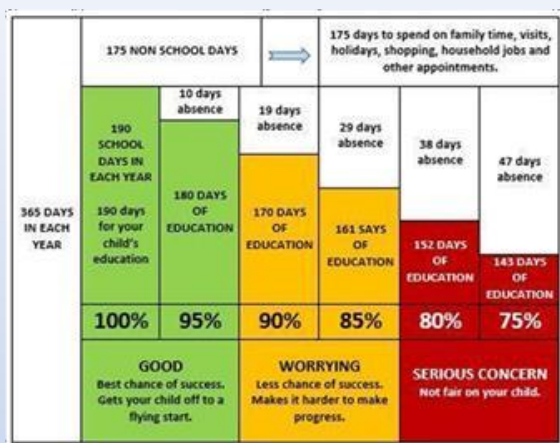 175 NON SCHOOL DAYS
175 days to spend on family time, visits,
holidays, shopping, household jobs and
other appointments.
365 DAYS
IN EACH
YEAR
190
SCHOOL
DAYS IN
EACH YEAR
190 days
for your
child's
education
10 days
absence
180 DAYS
OF
EDUCATION
19 days
absence
170 DAYS
OF
EDUCATION
29 days
absence
161 SAYS
OF
EDUCATION
38 days
absence
152 DAYS
OF
EDUCATION
47 days
absence
143 DAYS
OF
EDUCATION
100%
95%
90%
85%
80%
75%
GOOD
Best chance of success.
Gets your child off to a
flying start.
WORRYING
Less chance of success.
Makes it harder to make
progress.
SERIOUS CONCERN
Not fair on your child.